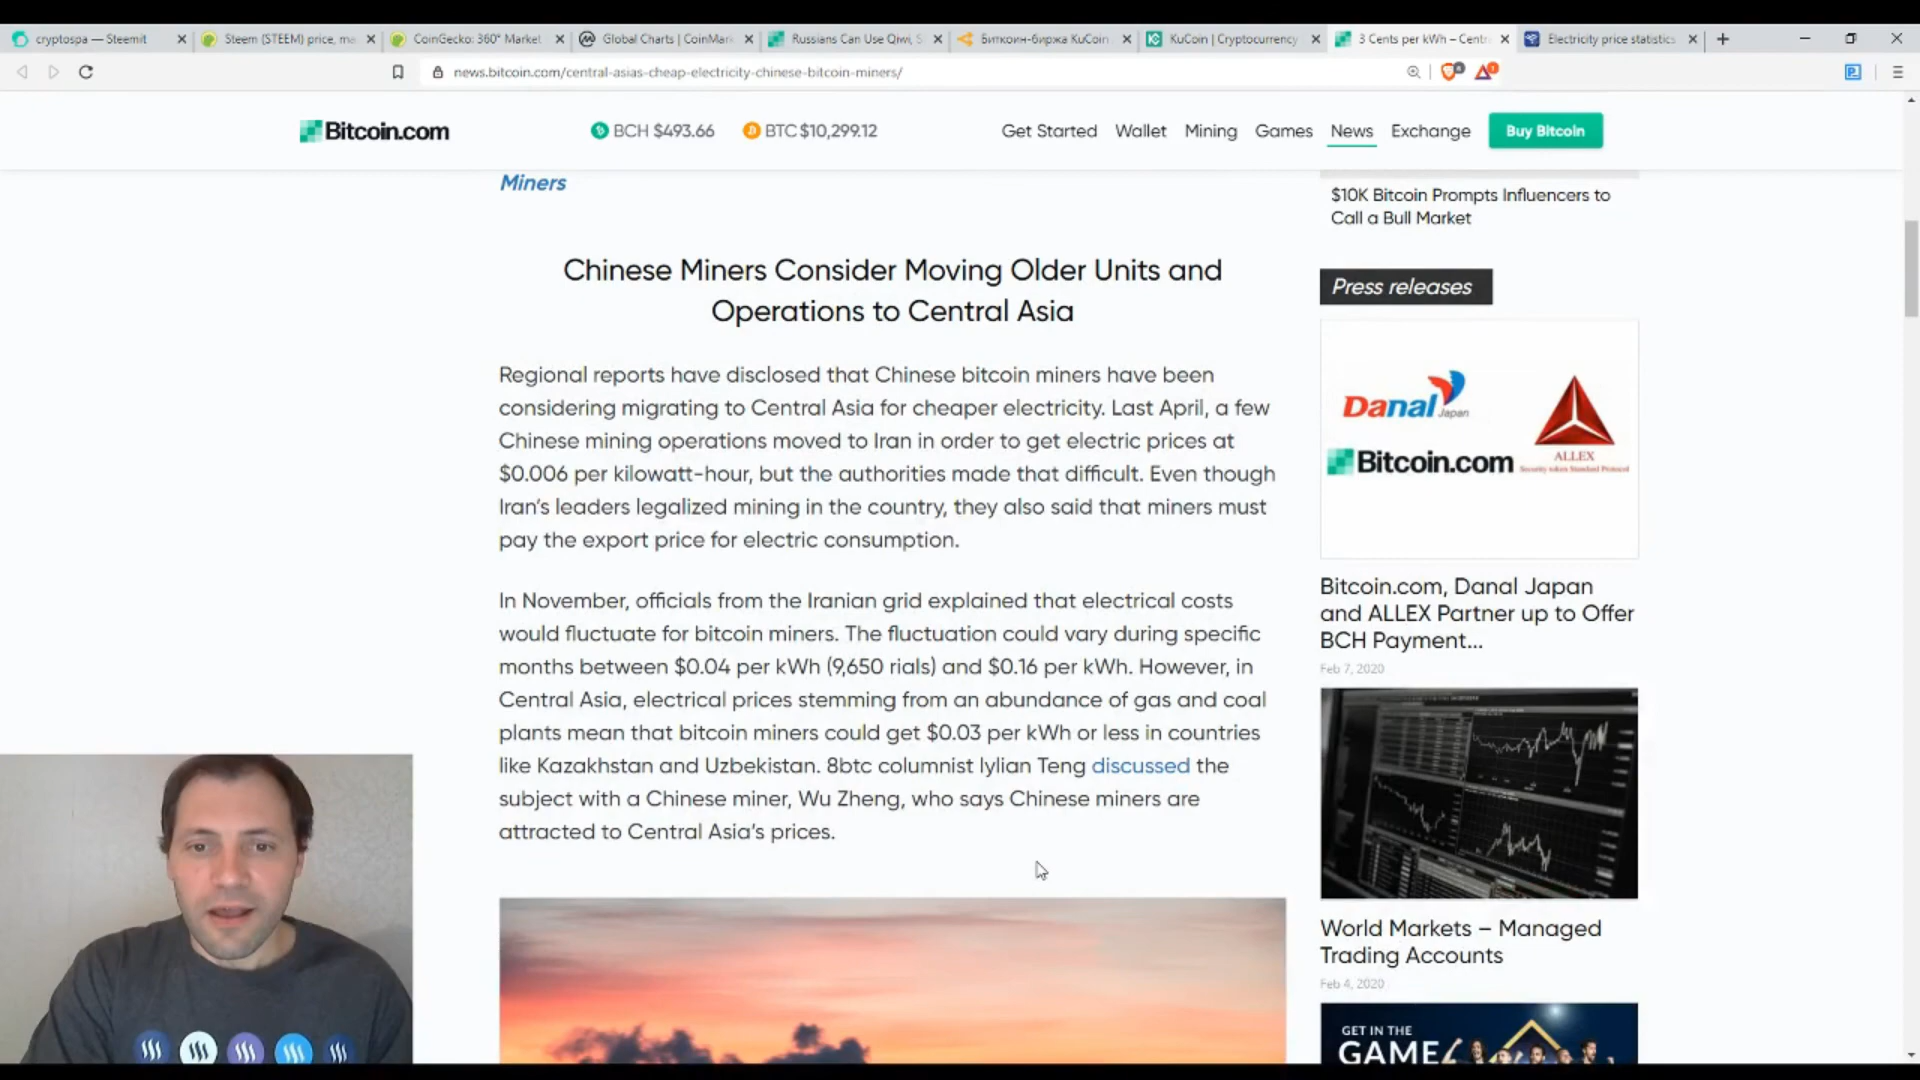 cryptospa — Steemit
Steem (STEEM) price, ma
CoinGecko: 360° Market
Global Charts | CoinMark
Russians Can Use Qiwi, S
Биткоин-биржа KuCoin
KuCoin | Cryptocurrency
3 Cents per kWh – Centr
Electricity price statistics
news.bitcoin.com/central-asias-cheap-electricity-chinese-bitcoin-miners/
Bitcoin.com
BCH $493.66
BTC $10,299.12
Get Started
Wallet
Mining
Games
News
Exchange
Buy Bitcoin
Miners
Chinese Miners Consider Moving Older Units and
Operations to Central Asia
Regional reports have disclosed that Chinese bitcoin miners have been
considering migrating to Central Asia for cheaper electricity. Last April, a few
Chinese mining operations moved to Iran in order to get electric prices at
$0.006 per kilowatt-hour, but the authorities made that difficult. Even though
Iran's leaders legalized mining in the country, they also said that miners must
pay the export price for electric consumption.
In November, officials from the Iranian grid explained that electrical costs
would fluctuate for bitcoin miners. The fluctuation could vary during specific
months between $0.04 per kWh (9,650 rials) and $0.16 per kWh. However, in
Central Asia, electrical prices stemming from an abundance of gas and coal
plants mean that bitcoin miners could get $0.03 per kWh or less in countries
like Kazakhstan and Uzbekistan. 8btc columnist lylian Teng discussed the
subject with a Chinese miner, Wu Zheng, who says Chinese miners are
attracted to Central Asia's prices.
$10K Bitcoin Prompts Influencers to
Call a Bull Market
Press releases
Danal
Japan
Bitcoin.com
ALLEX
Security token Standard Protocol
Bitcoin.com, Danal Japan
and ALLEX Partner up to Offer
BCH Payment...
Feb 7, 2020
World Markets – Managed
Trading Accounts
Feb 4, 2020
GET IN THE
GAME